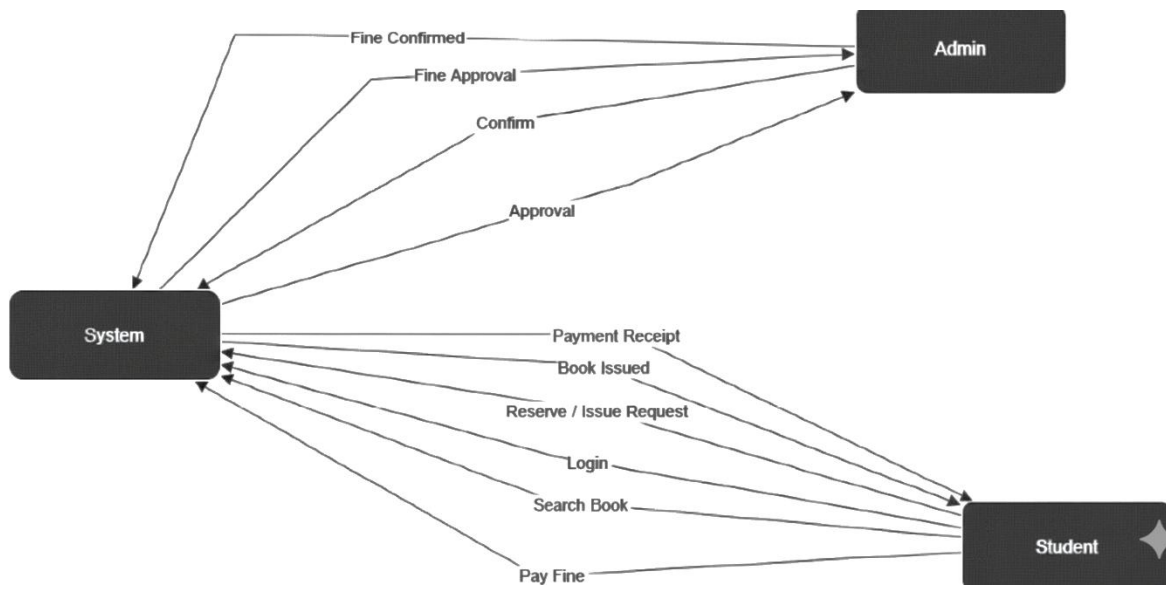 Fine Confirmed
Admin
Fine Approval
Confirm
Approval
System
Payment Receipt
Book Issued
Reserve / Issue Request
Login
Search Book
Student
Pay Fine